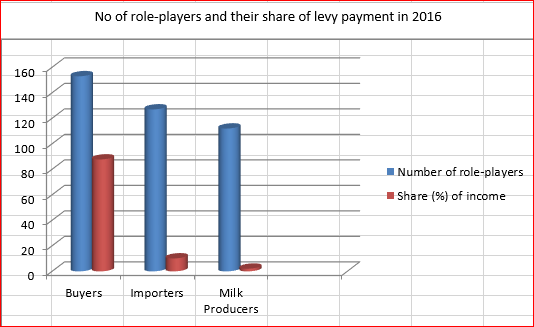 No of role-players and their share of levy payment in 2016
160
140
120
100
80
60
40
20
0
Buyers
Importers
Milk
Producers
Number of role-players
Share (%) of income